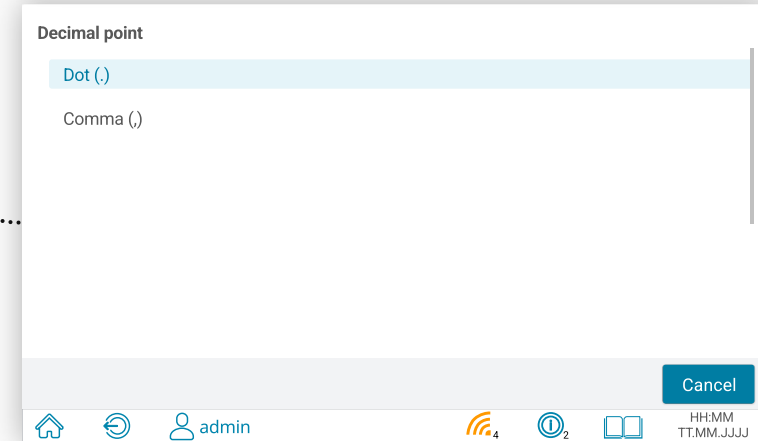 Decimal point
Dot (.)
Comma (,)
...
Cancel
admin
4
2
HH:MM
TT.MM.JJJJ